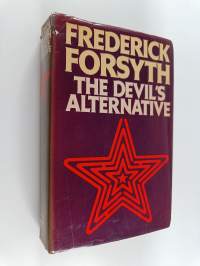 FREDERICK
FORSYTH
THE DEVIL'S
ALTERNATIVE